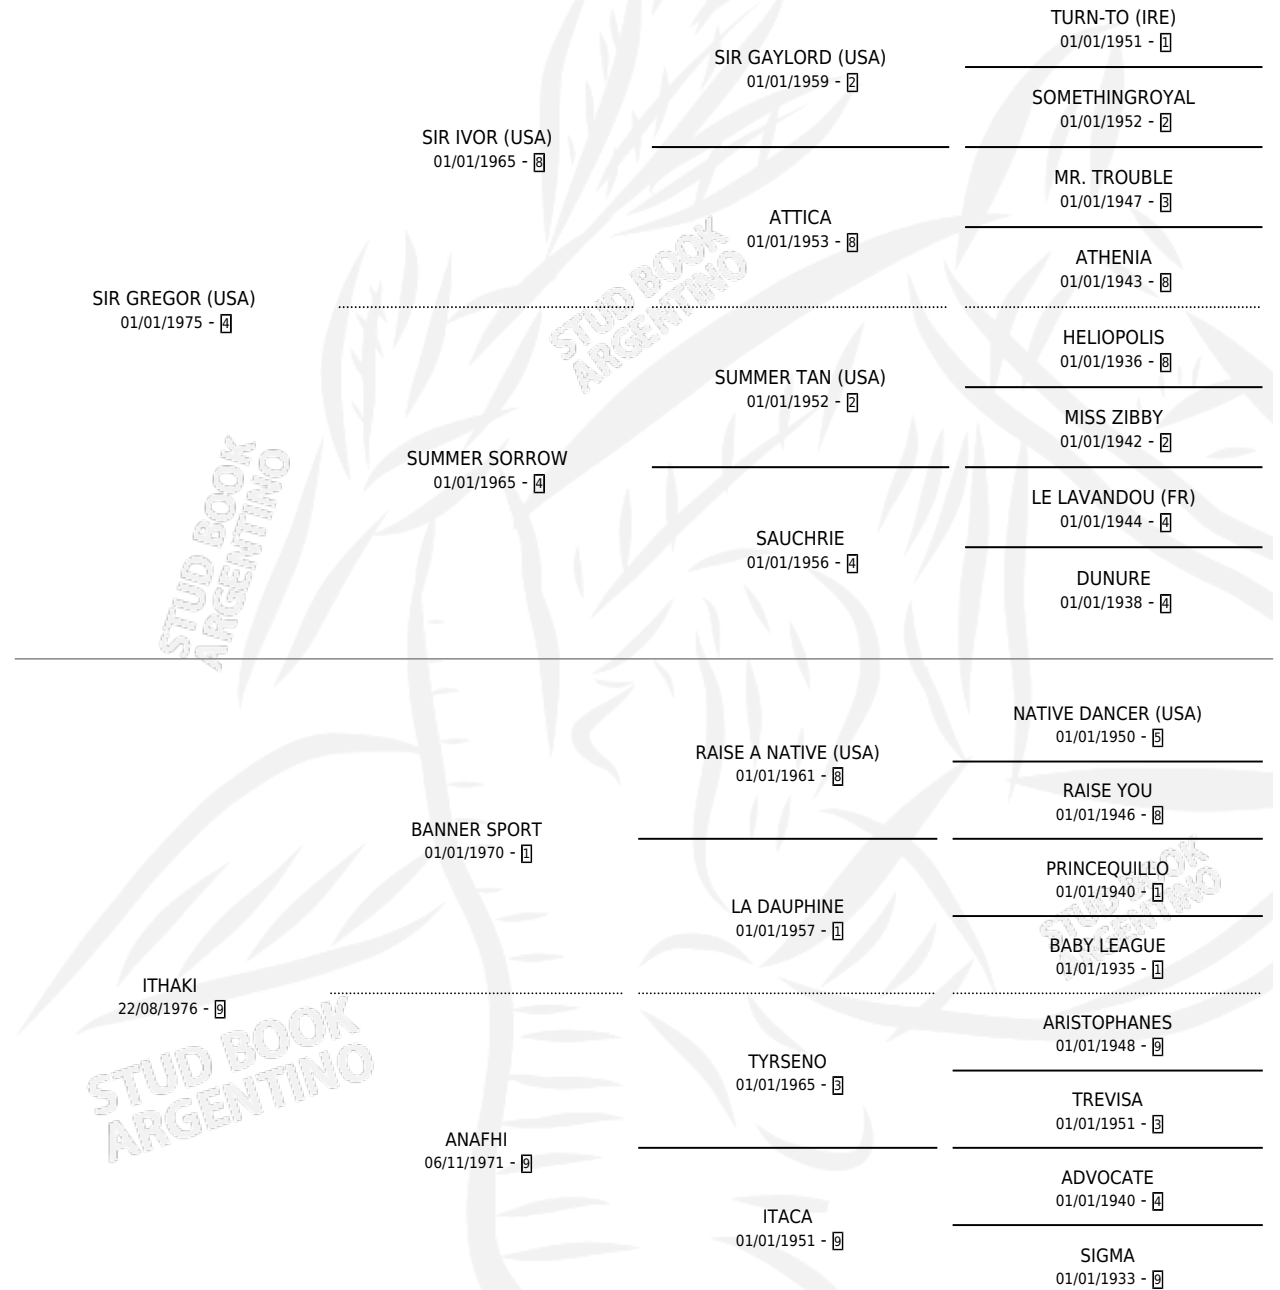 TURN-TO (IRE)
01/01/1951 - 1
SIR GAYLORD (USA)
01/01/1959 - 2
SOMETHINGROYAL
01/01/1952 - 2
SIR IVOR (USA)
01/01/1965 - 8
MR. TROUBLE
01/01/1947 - 3
ATTICA
01/01/1953 - 8
ATHENIA
01/01/1943 - 8
SIR GREGOR (USA)
01/01/1975 - 4
HELIOPOLIS
01/01/1936 - 8
SUMMER TAN (USA)
01/01/1952 - 2
MISS ZIBBY
01/01/1942 - 2
SUMMER SORROW
01/01/1965 - 4
LE LAVANDOU (FR)
01/01/1944 - 4
SAUCHRIE
01/01/1956 - 4
DUNURE
01/01/1938 - 4
STUD BOOK
ARGENTINO
STUD BOOK
ARGENTINO
NATIVE DANCER (USA)
01/01/1950 - 5
RAISE A NATIVE (USA)
01/01/1961 - 8
RAISE YOU
01/01/1946 - 8
BANNER SPORT
01/01/1970 - 1
PRINCEQUILLO
01/01/1940 - 1
LA DAUPHINE
01/01/1957 - 1
BABY LEAGUE
01/01/1935 - 1
STUD BOOK
ARGENTINO
ITHAKI
22/08/1976 - 9
ARISTOPHANES
01/01/1948 - 9
TYRSENO
01/01/1965 - 3
TREVISA
01/01/1951 - 3
ANAFHI
06/11/1971 - 9
ADVOCATE
01/01/1940 - 4
ITACA
01/01/1951 - 9
SIGMA
01/01/1933 - 9
STUD BOOK
ARGENTINO